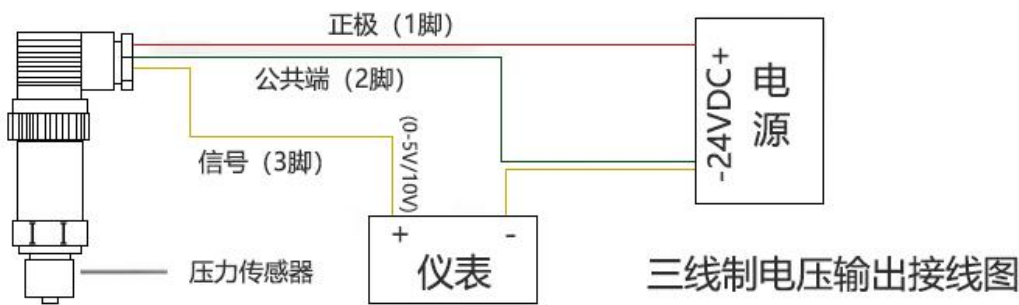 正极（1脚）
公共端（2脚）
信号（3脚）
(0-5V/10V)
-24VDC+
电源
+ -
仪表
压力传感器
三线制电压输出接线图